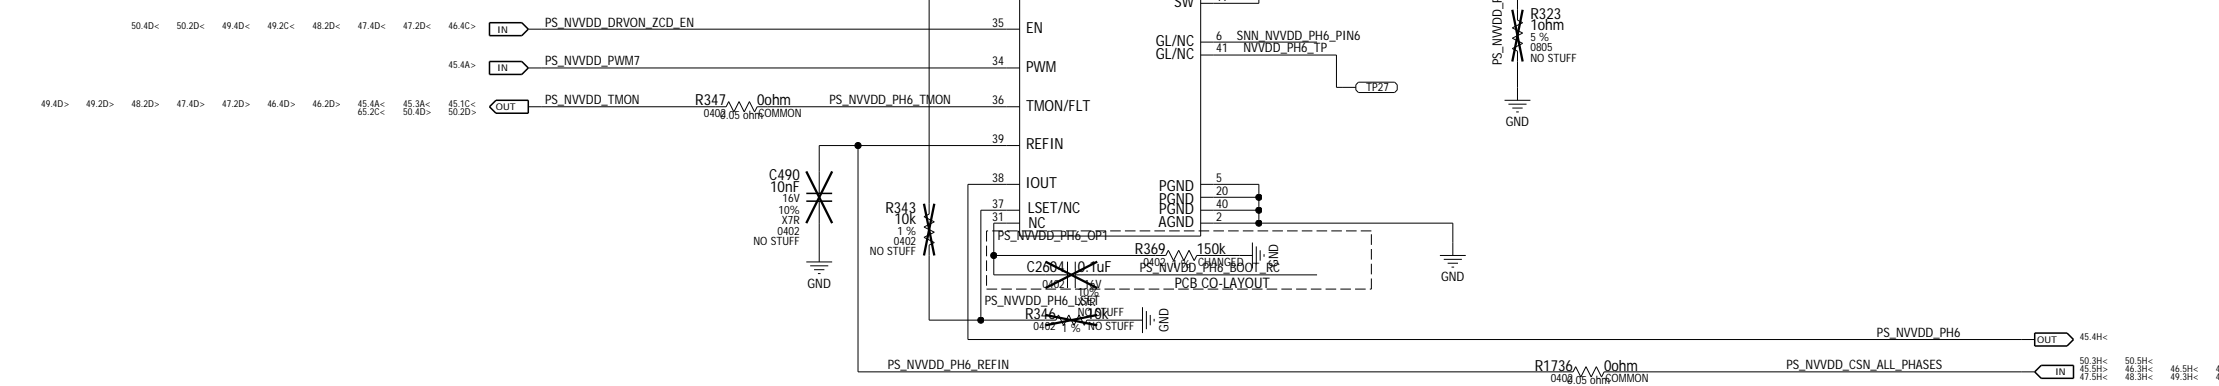 SW
R323
1ohm
5 %
0805
NO STUFF
GND
50.4D< 50.2D< 49.4D< 49.2C< 48.2D< 47.4D< 47.2D< 46.4C> IN PS_NVVDD_DRVON_ZCD_EN 35 EN
6 SNN_NVVDD_PH6_PIN6
GL/NC
41 NVVDD_PH6_TP
GL/NC
TP27
45.4A> IN PS_NVVDD_PWM7 34 PWM
49.4D> 49.2D> 48.2D> 47.4D> 47.2D> 46.4D> 46.2D> 45.4A< 45.3A< 45.1C< OUT PS_NVVDD_TMON R347 0ohm PS_NVVDD_PH6_TMON 36 TMON/FLT
65.2C< 50.4D> 50.2D>
0402 0.05 ohm COMMON
39 REFIN
C490
10nF
16V
10%
X7R
0402
NO STUFF
GND
38 IOUT
37 LSET/NC
31 NC
R343
10k
1 %
0402
NO STUFF
PGND 5
PGND 20
PGND 40
AGND 2
GND
PS_NVVDD_PH6_OP1
R369 150k GND
0402 CHANGED
C2604 0.1uF PS_NVVDD_PH6_BOOT_RC
0402 16V
10%
X7R
NO STUFF
PCB CO-LAYOUT
PS_NVVDD_PH6_LSET
R346 10k GND
0402 1 % NO STUFF
PS_NVVDD_PH6 OUT 45.4H<
PS_NVVDD_PH6_REFIN R1736 0ohm PS_NVVDD_CSN_ALL_PHASES IN
0402 0.05 ohm COMMON
50.3H< 50.5H<
45.5H> 46.3H< 46.5H<
47.5H< 48.3H< 49.3H<